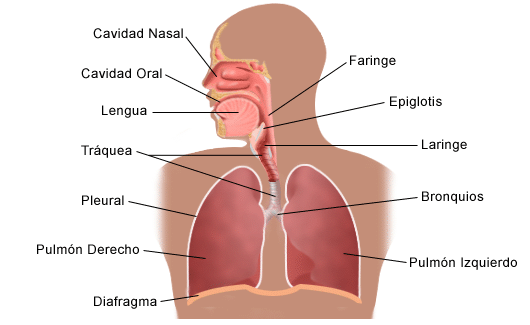 Cavidad Nasal
Cavidad Oral
Lengua
Tráquea
Pleural
Pulmón Derecho
Diafragma
Faringe
Epiglotis
Laringe
Bronquios
Pulmón Izquierdo